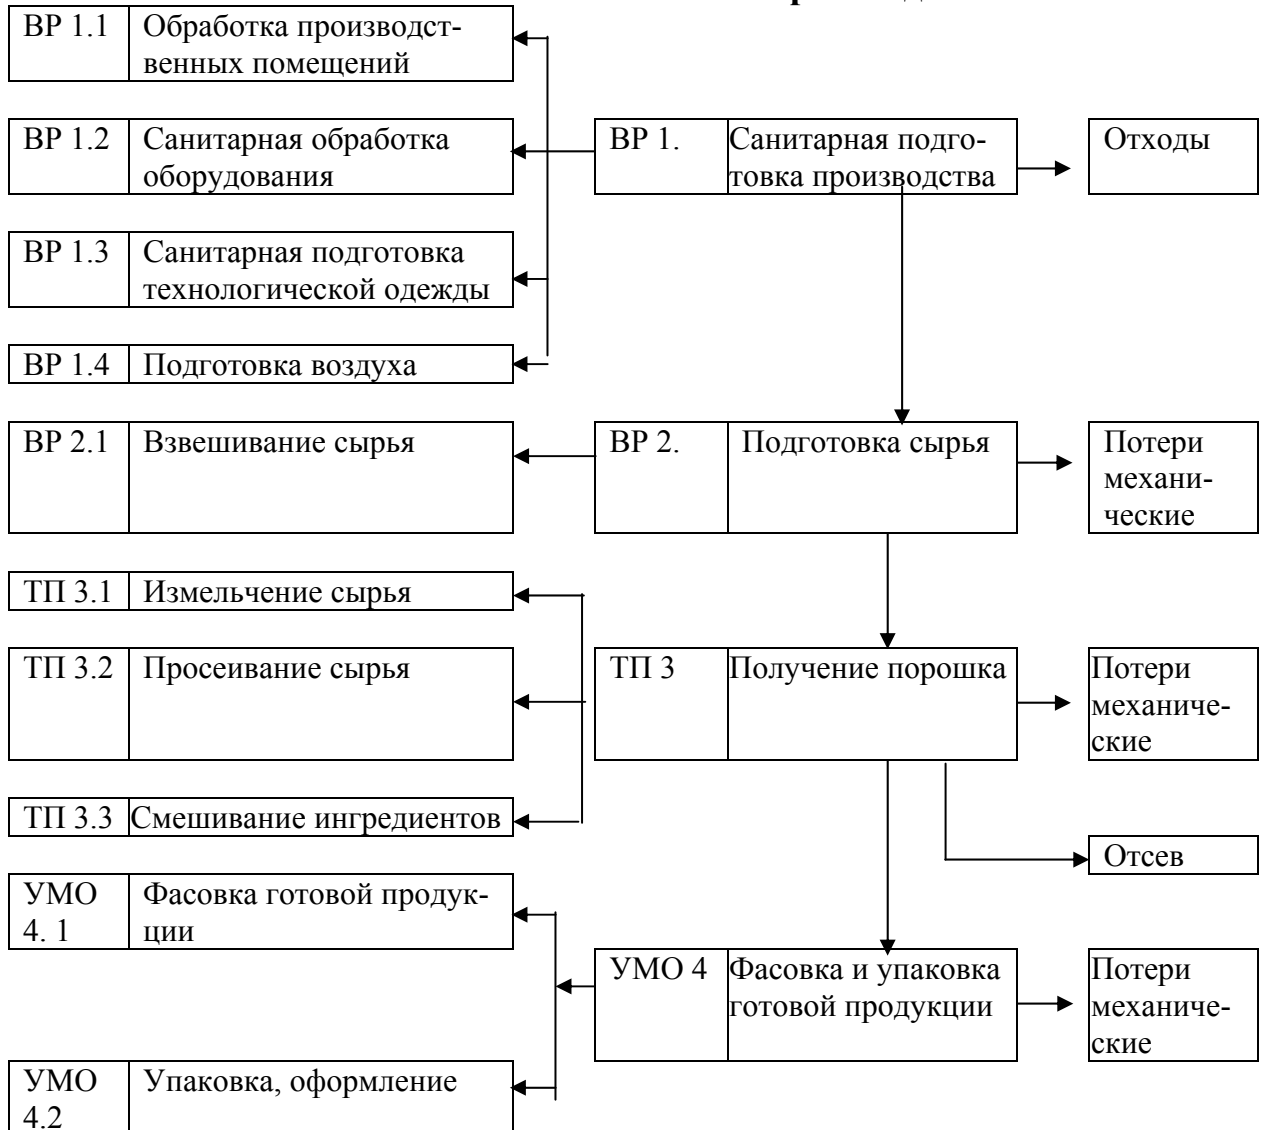 ВР 1.1 Обработка производст-
венных помещений
ВР 1.2 Санитарная обработка
оборудования
ВР 1. Санитарная подго-
товка производства
Отходы
ВР 1.3 Санитарная подготовка
технологической одежды
ВР 1.4 Подготовка воздуха
ВР 2.1 Взвешивание сырья
ВР 2. Подготовка сырья
Потери
механи-
ческие
ТП 3.1 Измельчение сырья
ТП 3.2 Просеивание сырья
ТП 3 Получение порошка
Потери
механиче-
ские
ТП 3.3 Смешивание ингредиентов
Отсев
УМО
4. 1
Фасовка готовой продук-
ции
УМО 4 Фасовка и упаковка
готовой продукции
Потери
механиче-
ские
УМО
4.2
Упаковка, оформление